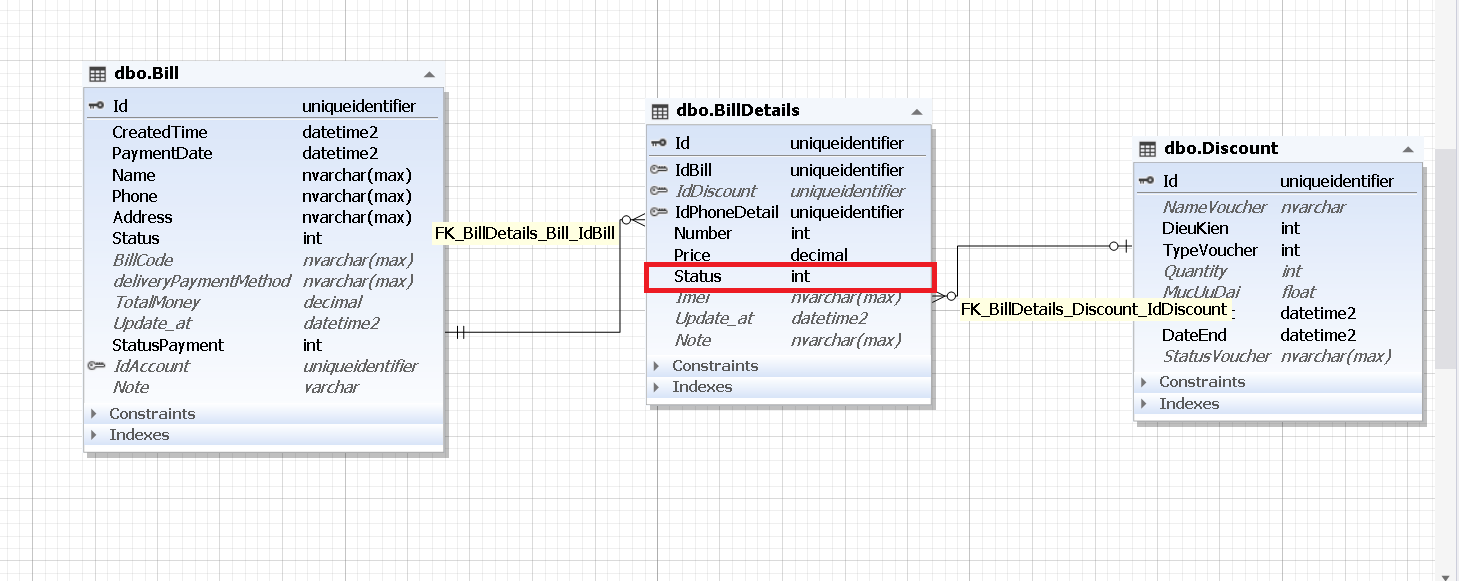 dbo.Bill
Id uniqueidentifier
CreatedTime datetime2
PaymentDate datetime2
Name nvarchar(max)
Phone nvarchar(max)
Address nvarchar(max)
Status int
BillCode nvarchar(max)
deliveryPaymentMethod nvarchar(max)
TotalMoney decimal
Update_at datetime2
StatusPayment int
IdAccount uniqueidentifier
Note varchar
Constraints
Indexes
FK_BillDetails_Bill_IdBill
dbo.BillDetails
Id uniqueidentifier
IdBill uniqueidentifier
IdDiscount uniqueidentifier
IdPhoneDetail uniqueidentifier
Number int
Price decimal
Status int
Imei nvarchar(max)
Update_at datetime2
Note nvarchar(max)
Constraints
Indexes
FK_BillDetails_Discount_IdDiscount
dbo.Discount
Id uniqueidentifier
NameVoucher nvarchar
DieuKien int
TypeVoucher int
Quantity int
MucUuDai float
datetime2
DateEnd datetime2
StatusVoucher nvarchar(max)
Constraints
Indexes